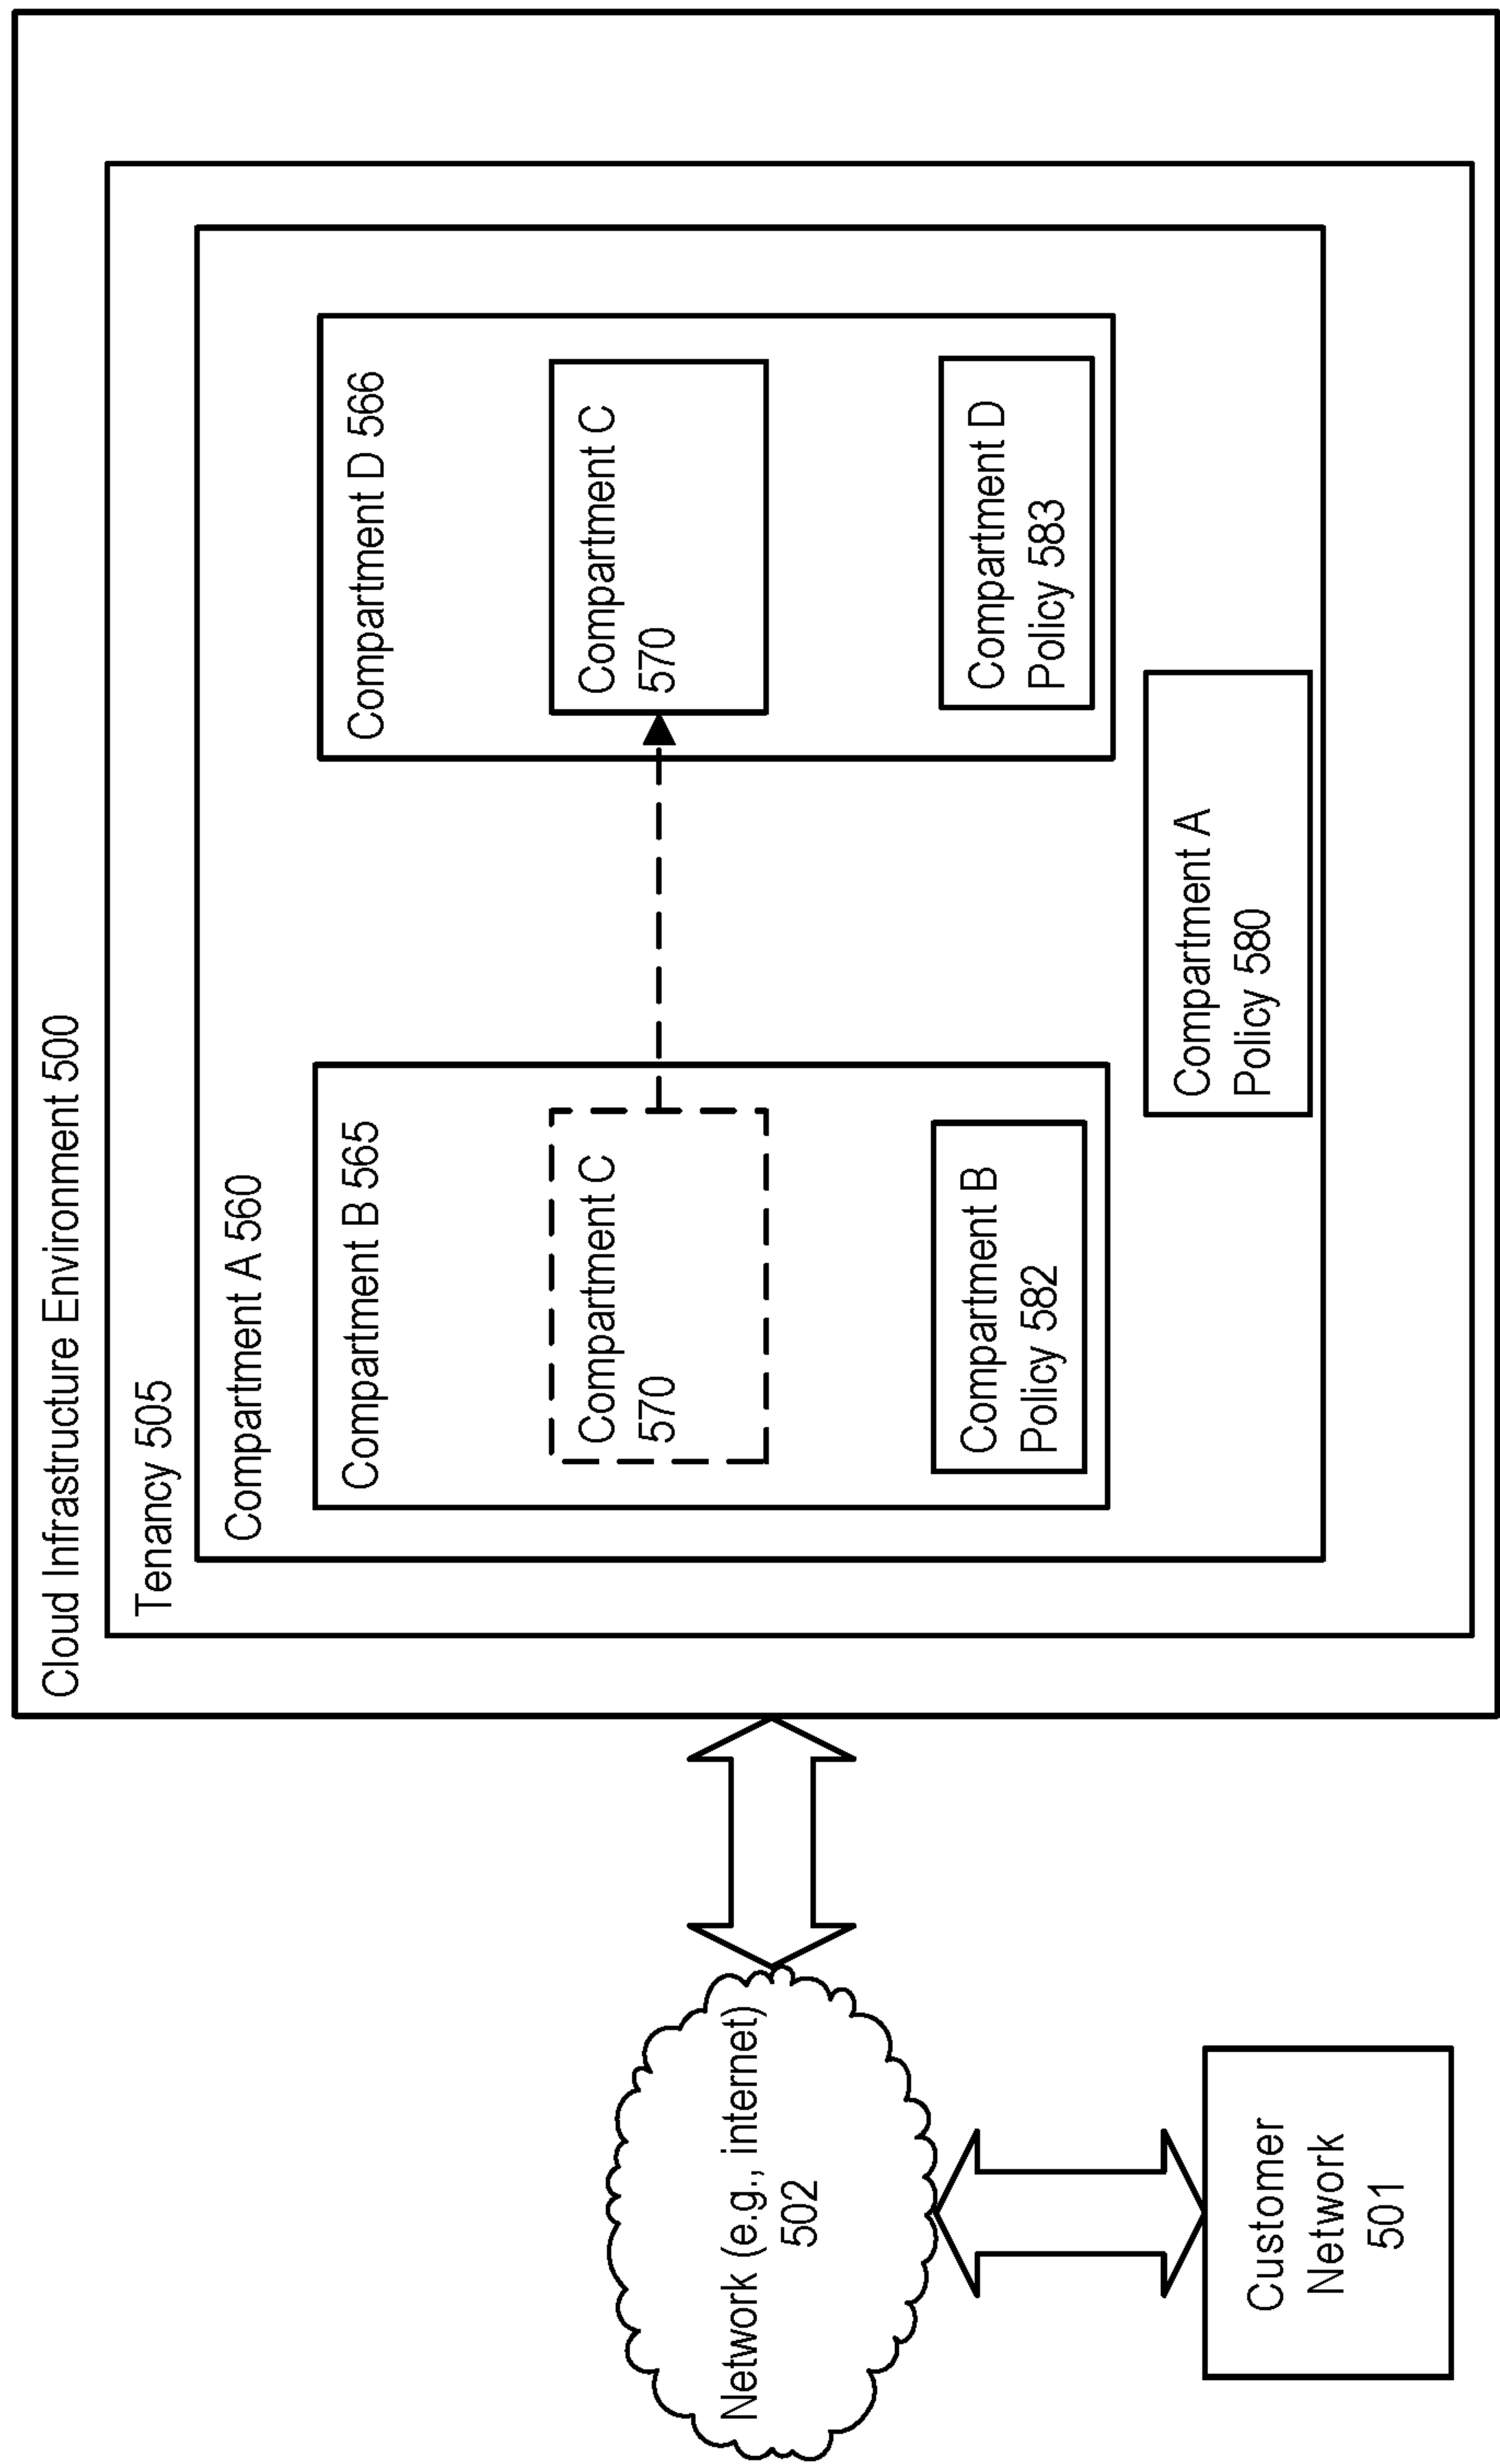 Cloud Infrastructure Environment 500
Tenancy 505
Compartment A 560
Compartment B 565
Compartment C
570
Compartment B
Policy 582
Compartment D 566
Compartment C
570
Compartment D
Policy 583
Compartment A
Policy 580
Network (e.g., internet)
502
Customer
Network
501